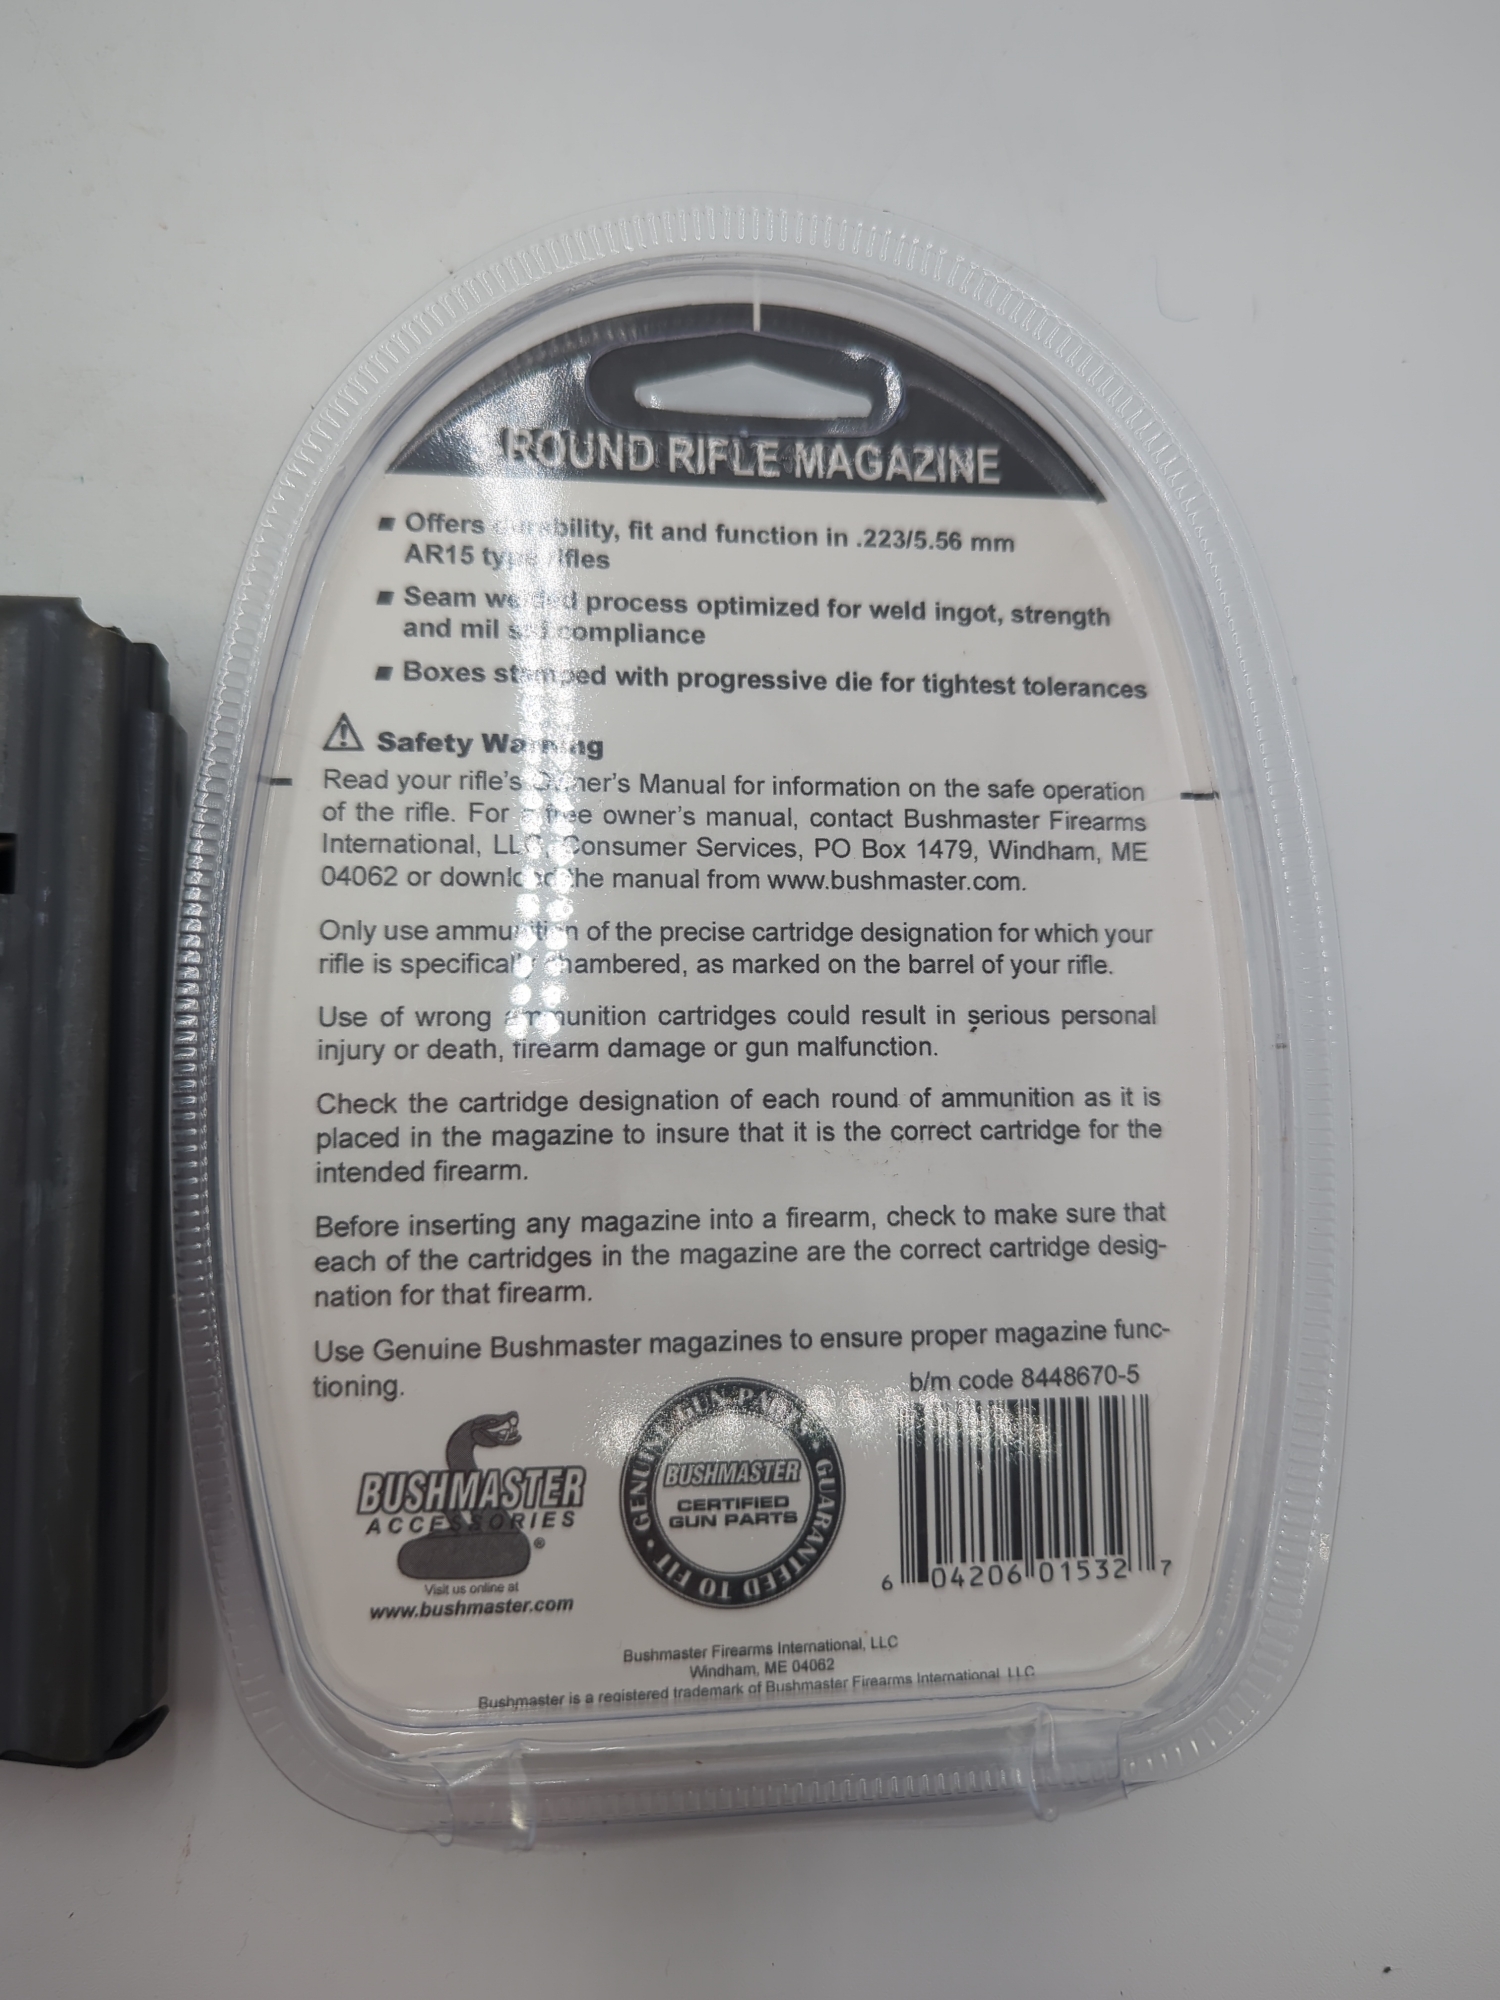 ROUND RIFLE MAGAZINE
■ Offers durability, fit and function in .223/5.56 mm
AR15 type rifles
■ Seam welded process optimized for weld ingot, strength
and mil compliance
■ Boxes stamped with progressive die for tightest tolerances
Safety Warning
Read your rifle's Owner's Manual for information on the safe operation
of the rifle. For a free owner's manual, contact Bushmaster Firearms
International, LLC, Consumer Services, PO Box 1479, Windham, ME
04062 or download the manual from www.bushmaster.com.
Only use ammunition of the precise cartridge designation for which your
rifle is specifically chambered, as marked on the barrel of your rifle.
Use of wrong ammunition cartridges could result in serious personal
injury or death, firearm damage or gun malfunction.
Check the cartridge designation of each round of ammunition as it is
placed in the magazine to insure that it is the correct cartridge for the
intended firearm.
Before inserting any magazine into a firearm, check to make sure that
each of the cartridges in the magazine are the correct cartridge desig-
nation for that firearm.
Use Genuine Bushmaster magazines to ensure proper magazine func-
tioning.
b/m code 8448670-5
BUSHMASTER
ACCESSORIES
®
Visit us online at
www.bushmaster.com
GENUINE GUN PARTS • GUARANTEED TO FIT •
BUSHMASTER
CERTIFIED
GUN PARTS
6 04206 01532 7
Bushmaster Firearms International, LLC
Windham, ME 04062
Bushmaster is a registered trademark of Bushmaster Firearms International LLC